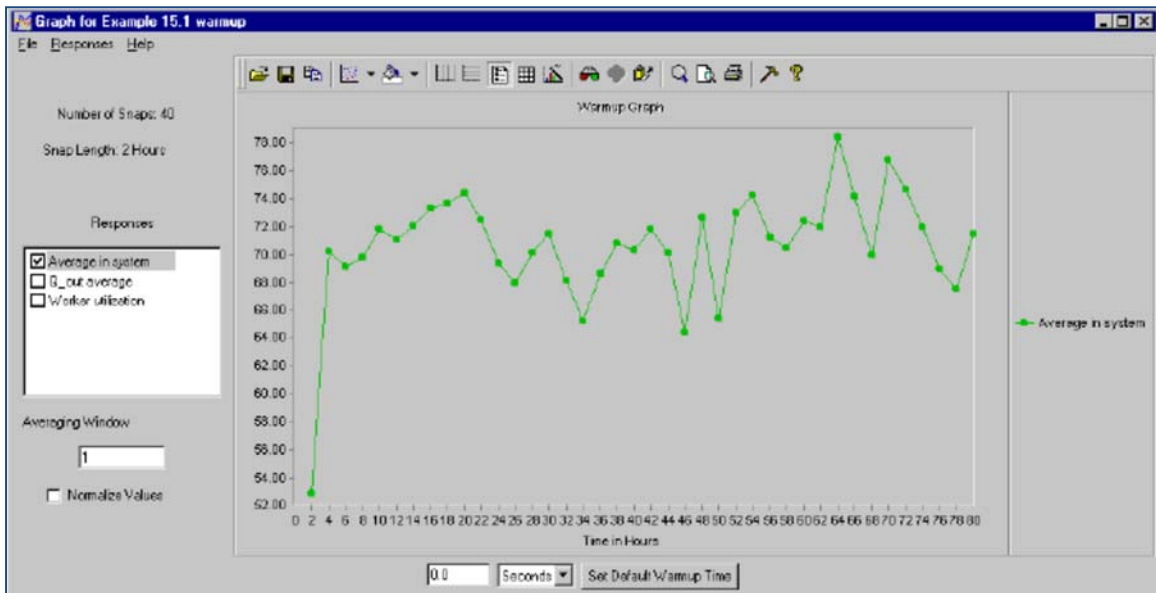 Graph for Example 15.1 warmup
File Responses Help
Number of Snaps: 40
Snap Length: 2 Hours
Responses
Average in system
Q_out average
Worker utilization
Averaging Window
1
Normalize Values
Warmup Graph
78.00
76.00
74.00
72.00
70.00
68.00
66.00
64.00
62.00
60.00
58.00
56.00
54.00
52.00
0 2 4 6 8 10 12 14 16 18 20 22 24 26 28 30 32 34 36 38 40 42 44 46 48 50 52 54 56 58 60 62 64 66 68 70 72 74 76 78 80
Time in Hours
Average in system
0.0 Seconds Set Default Warmup Time